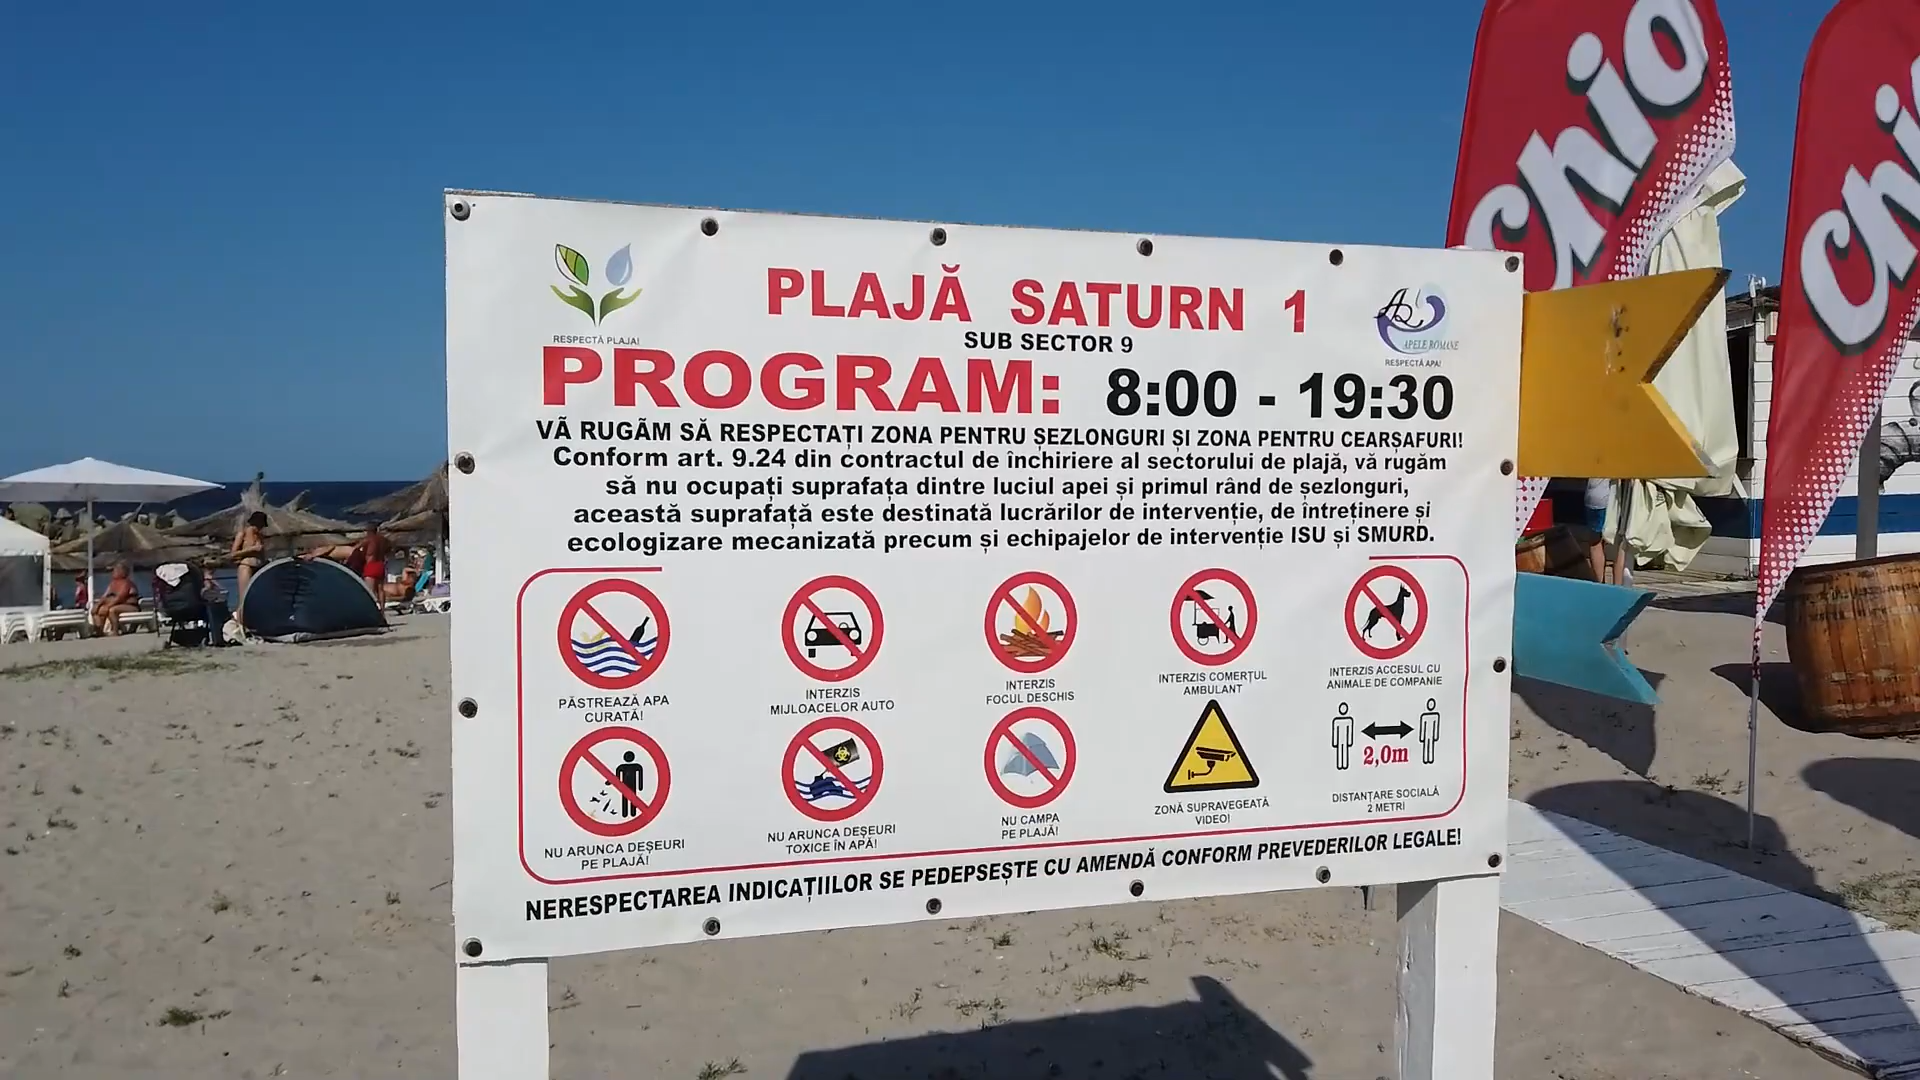 Chio
RESPECTĂ PLAJA!
PLAJĂ SATURN 1
SUB SECTOR 9
APELE ROMANE
RESPECTĂ APA!
PROGRAM: 8:00 - 19:30
VÃ RUGÃM SĂ RESPECTAȚI ZONA PENTRU ȘEZLONGURI ȘI ZONA PENTRU CEARȘAFURI!
Conform art. 9.24 din contractul de închiriere al sectorului de plajă, vă rugăm
să nu ocupați suprafața dintre luciul apei și primul rând de șezlonguri,
această suprafață este destinată lucrărilor de intervenție, de întreținere și
ecologizare mecanizată precum și echipajelor de intervenție ISU și SMURD.
PĂSTREAZĂ APA
CURATĂ!
INTERZIS
MIJLOACELOR AUTO
INTERZIS
FOCUL DESCHIS
INTERZIS COMERȚUL
AMBULANT
INTERZIS ACCESUL CU
ANIMALE DE COMPANIE
NU ARUNCA DEȘEURI
PE PLAJĂ!
NU ARUNCA DEȘEURI
TOXICE ÎN APĂ!
NU CAMPA
PE PLAJĂ!
ZONĂ SUPRAVEGEATĂ
VIDEO!
2,0m
DISTANȚARE SOCIALĂ
2 METRI
NERESPECTAREA INDICAȚIILOR SE PEDEPSEȘTE CU AMENDĂ CONFORM PREVEDERILOR LEGALE!